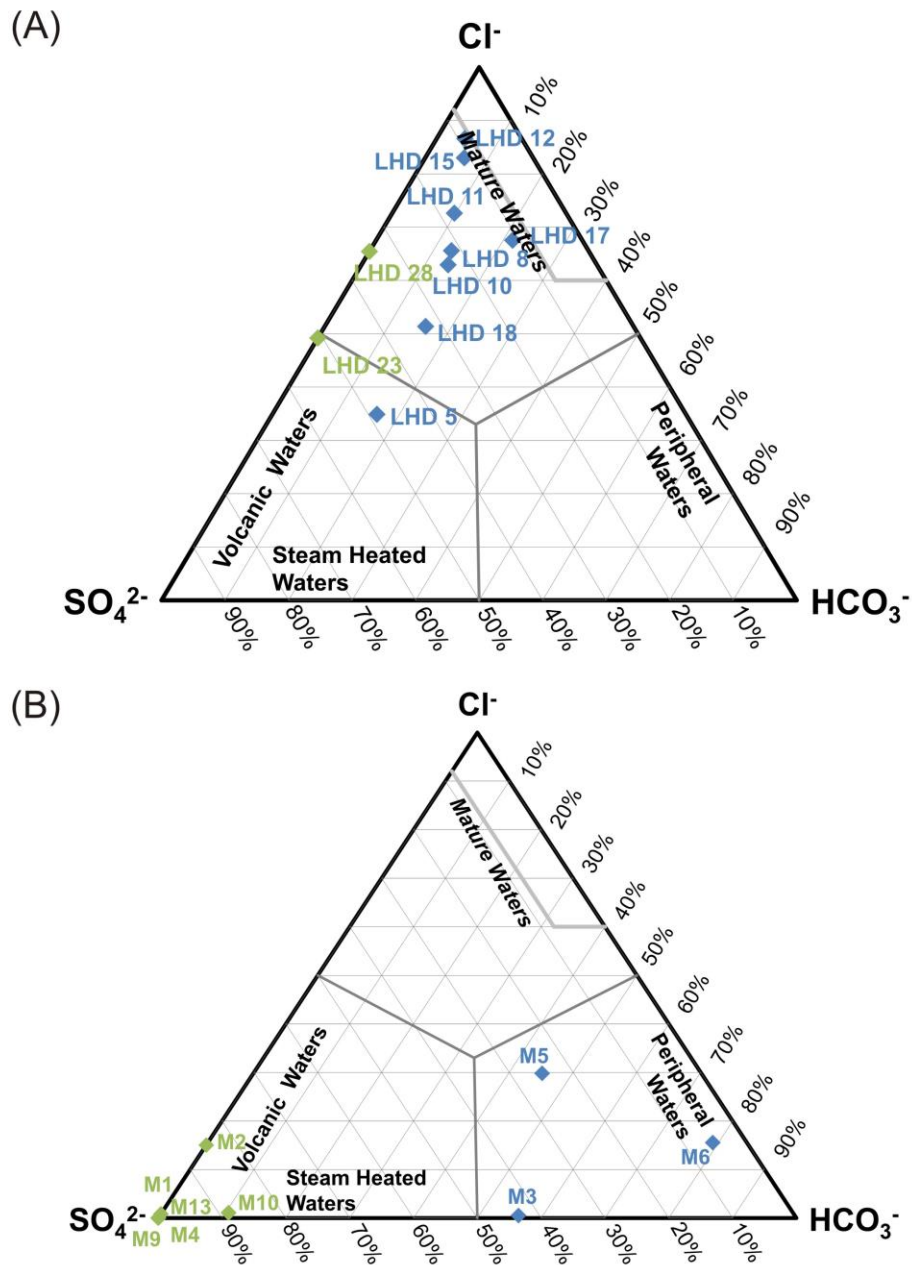 (A)
Cl-
10%
20%
30%
40%
50%
60%
70%
80%
90%
LHD 12
LHD 15
Mature Waters
LHD 11
LHD 17
LHD 8
LHD 28
LHD 10
LHD 18
LHD 23
LHD 5
Volcanic Waters
Peripheral
Waters
Steam Heated
Waters
SO₄²⁻
HCO₃⁻
90%
80%
70%
60%
50%
40%
30%
20%
10%
(B)
Cl-
10%
20%
30%
40%
50%
60%
70%
80%
90%
Mature Waters
M5
Volcanic Waters
Peripheral
Waters
M2
M6
Steam Heated
Waters
M1
M13
M10
M3
SO₄²⁻
HCO₃⁻
M9
M4
90%
80%
70%
60%
50%
40%
30%
20%
10%